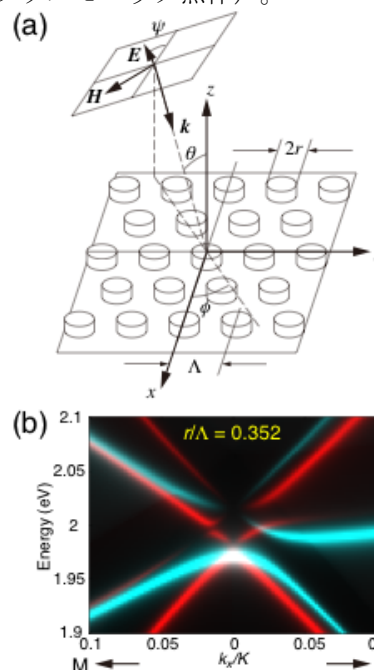 (a)
ψ
E
H
k
z
2r
θ
ϕ
Λ
x
(b)
r/Λ = 0.352
2.1
2.05
2
1.95
1.9
Energy (eV)
0.1 0.05 0 0.05
M kx/K